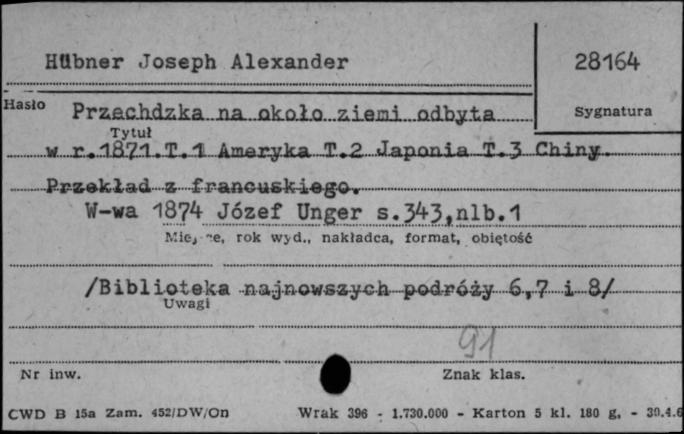 Hübner Joseph Alexander
28164
Hasło
Przechdzka na około ziemi odbyta
Sygnatura
Tytuł
w r.1871.T.1 Ameryka T.2 Japonia T.3 Chiny.
Przekład z francuskiego.
W-wa 1874 Józef Unger s.343,nlb.1
rok wyd., nakładca, format, objętość
/Biblioteka najnowszych podróży 6,7 i 8/
Uwagi
91
Nr inw.
Znak klas.
CWD B 15a Zam. 452/DW/On
Wrak 396 - 1.730.000 - Karton 5 kl. 180 g, - 30.4.6